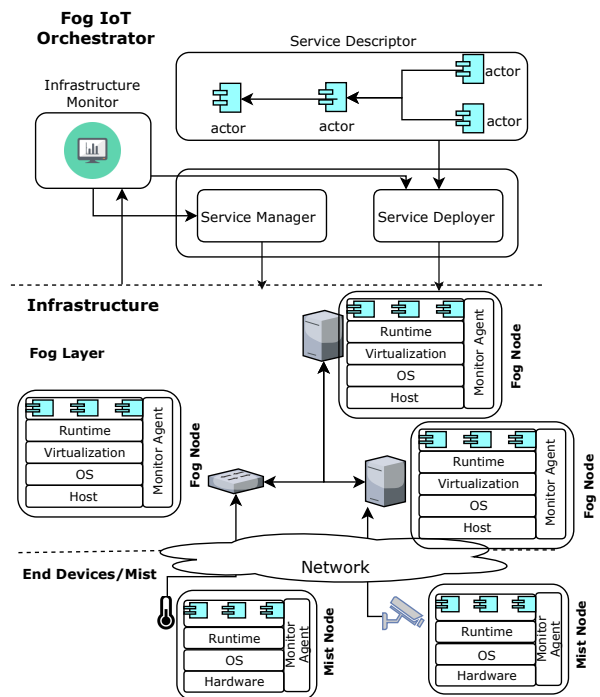 Fog IoT
Orchestrator
Service Descriptor
Infrastructure
Monitor
actor
actor
actor
actor
Service Manager
Service Deployer
Infrastructure
Fog Layer
Runtime
Virtualization
OS
Host
Monitor Agent
Fog Node
Runtime
Virtualization
OS
Host
Monitor Agent
Fog Node
Runtime
Virtualization
OS
Host
Monitor Agent
Fog Node
Network
End Devices/Mist
Runtime
OS
Hardware
Monitor
Agent
Mist Node
Runtime
OS
Hardware
Monitor
Agent
Mist Node